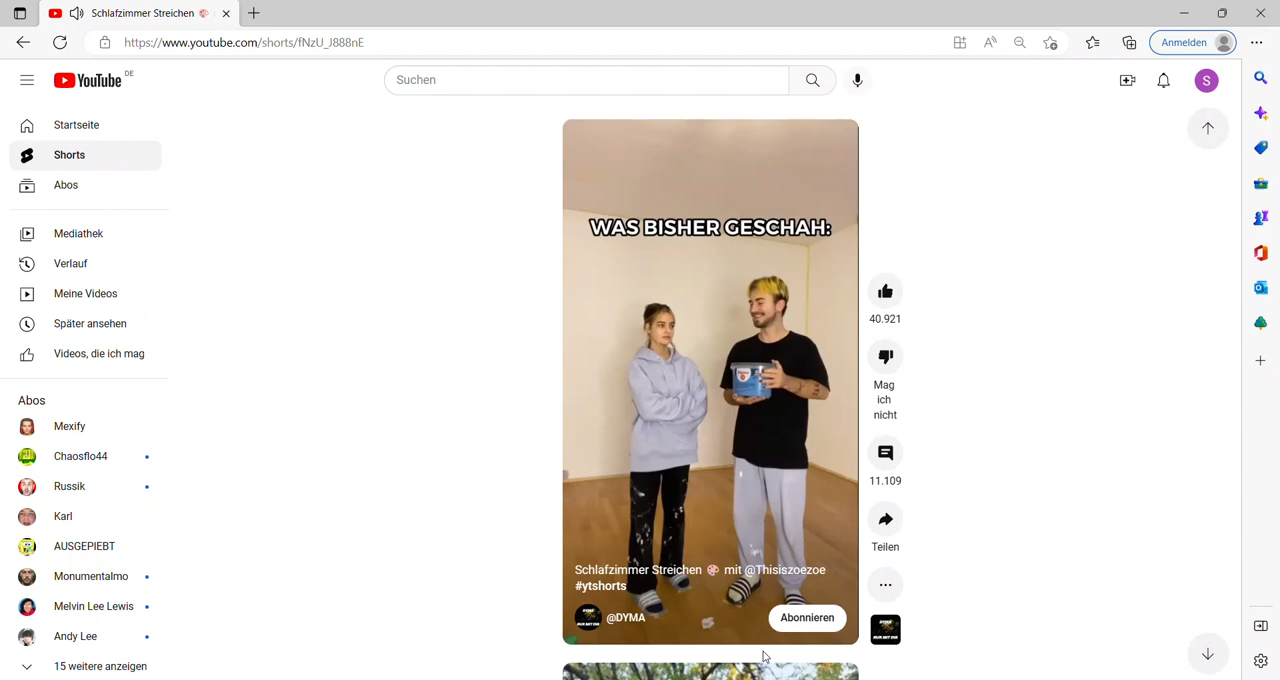 Schlafzimmer Streichen
https://www.youtube.com/shorts/fNzU_J888nE
Anmelden
YouTube DE
Suchen
S
Startseite
Shorts
Abos
Mediathek
Verlauf
Meine Videos
Später ansehen
Videos, die ich mag
Abos
Mexify
Chaosflo44
Russik
Karl
AUSGEPIEBT
Monumentalmo
Melvin Lee Lewis
Andy Lee
15 weitere anzeigen
WAS BISHER GESCHAH:
Schlafzimmer Streichen 🎨 mit @Thisiszoezoe
#ytshorts
@DYMA
Abonnieren
40.921
Mag
ich
nicht
11.109
Teilen